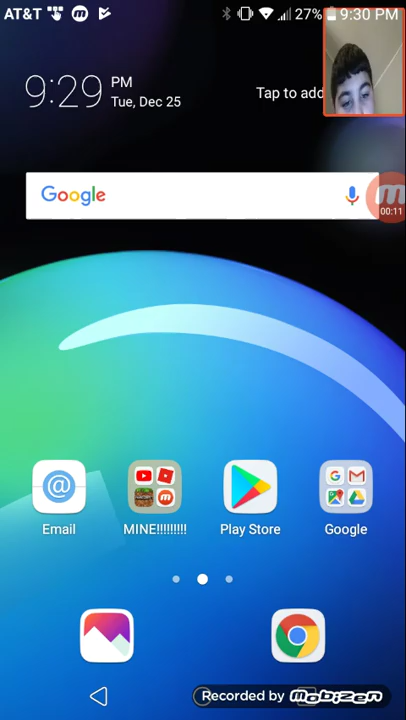 AT&T 27% 9:30 PM
9:29 PM
Tue, Dec 25
Tap to add
Google
00:11
Email MINE!!!!!!!!! Play Store Google
Recorded by Mobizen